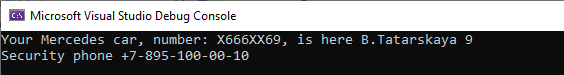 Microsoft Visual Studio Debug Console
Your Mercedes car, number: X666XX69, is here B.Tatarskaya 9
Security phone +7-895-100-00-10